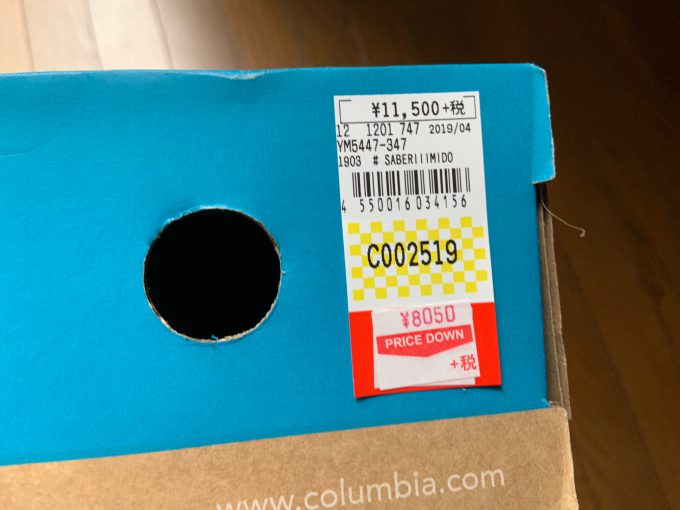 ¥11,500+税
12 1201 747 2019/04
YM5447-347
1903 # SABERIIIMIDO
4 550016 034156
C002519
¥8050
PRICE DOWN
+税
www.columbia.com